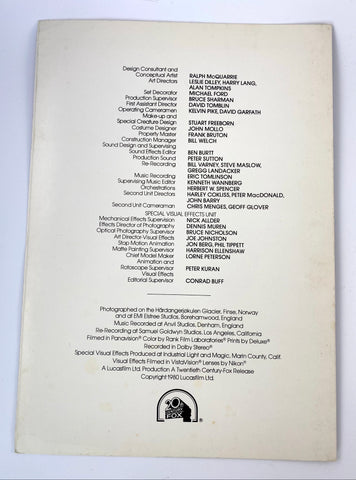 Design Consultant and
Conceptual Artist RALPH McQUARRIE
Art Directors LESLIE DILLEY, HARRY LANG,
ALAN TOMPKINS
Set Decorator MICHAEL FORD
Production Supervisor BRUCE SHARMAN
First Assistant Director DAVID TOMBLIN
Operating Cameramen KELVIN PIKE, DAVID GARFATH
Make-up and
Special Creature Design STUART FREEBORN
Costume Designer JOHN MOLLO
Property Master FRANK BRUTON
Construction Manager BILL WELCH
Sound Design and Supervising
Sound Effects Editor BEN BURTT
Production Sound PETER SUTTON
Re-Recording BILL VARNEY, STEVE MASLOW,
GREGG LANDACKER
Music Recording ERIC TOMLINSON
Supervising Music Editor KENNETH WANNBERG
Orchestrations HERBERT W. SPENCER
Second Unit Directors HARLEY COKLISS, PETER MacDONALD,
JOHN BARRY
Second Unit Cameraman CHRIS MENGES, GEOFF GLOVER
SPECIAL VISUAL EFFECTS UNIT
Mechanical Effects Supervision NICK ALLDER
Effects Director of Photography DENNIS MUREN
Optical Photography Supervisor BRUCE NICHOLSON
Art Director-Visual Effects JOE JOHNSTON
Stop Motion Animation JON BERG, PHIL TIPPETT
Matte Painting Supervisor HARRISON ELLENSHAW
Chief Model Maker LORNE PETERSON
Animation and
Rotoscope Supervisor PETER KURAN
Visual Effects
Editorial Supervisor CONRAD BUFF
Photographed on the Hårdangerjøkulen Glacier, Finse, Norway
and at EMI Elstree Studios, Borehamwood, England
Music Recorded at Anvil Studios, Denham, England
Re-Recording at Samuel Goldwyn Studios, Los Angeles, California
Filmed in Panavision® Color by Rank Film Laboratories® Prints by Deluxe®
Recorded in Dolby Stereo®
Special Visual Effects Produced at Industrial Light and Magic, Marin County, Calif.
Visual Effects Filmed in VistaVision® Lenses by Nikon®
A Lucasfilm Ltd. Production A Twentieth Century-Fox Release
Copyright 1980 Lucasfilm Ltd.
20th
CENTURY
FOX